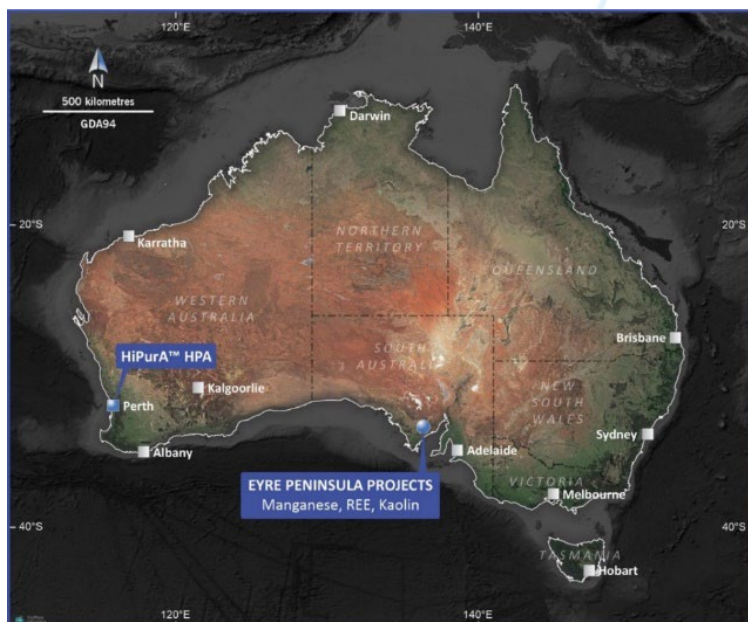 120°E
140°E
N
500 kilometres
GDA94
Darwin
20°S
20°S
Karratha
NORTHERN
TERRITORY
QUEENSLAND
WESTERN
AUSTRALIA
Brisbane
HiPurA™ HPA
SOUTH
AUSTRALIA
Kalgoorlie
NEW
SOUTH
WALES
Perth
Sydney
Albany
Adelaide
EYRE PENINSULA PROJECTS
Manganese, REE, Kaolin
VICTORIA
Melbourne
40°S
40°S
TASMANIA
Hobart
120°E
140°E